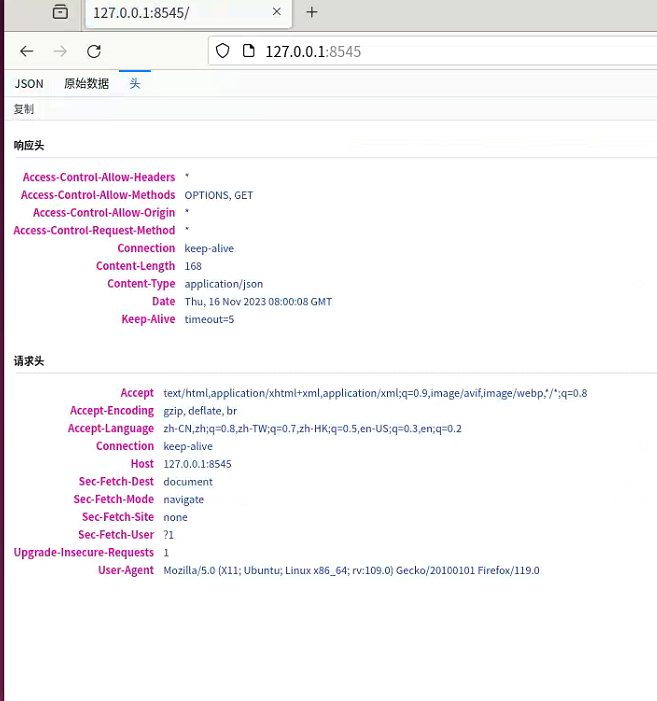 127.0.0.1:8545/
127.0.0.1:8545
JSON 原始数据 头
复制
响应头
Access-Control-Allow-Headers *
Access-Control-Allow-Methods OPTIONS, GET
Access-Control-Allow-Origin *
Access-Control-Request-Method *
Connection keep-alive
Content-Length 168
Content-Type application/json
Date Thu, 16 Nov 2023 08:00:08 GMT
Keep-Alive timeout=5
请求头
Accept text/html,application/xhtml+xml,application/xml;q=0.9,image/avif,image/webp,*/*;q=0.8
Accept-Encoding gzip, deflate, br
Accept-Language zh-CN,zh;q=0.8,zh-TW;q=0.7,zh-HK;q=0.5,en-US;q=0.3,en;q=0.2
Connection keep-alive
Host 127.0.0.1:8545
Sec-Fetch-Dest document
Sec-Fetch-Mode navigate
Sec-Fetch-Site none
Sec-Fetch-User ?1
Upgrade-Insecure-Requests 1
User-Agent Mozilla/5.0 (X11; Ubuntu; Linux x86_64; rv:109.0) Gecko/20100101 Firefox/119.0